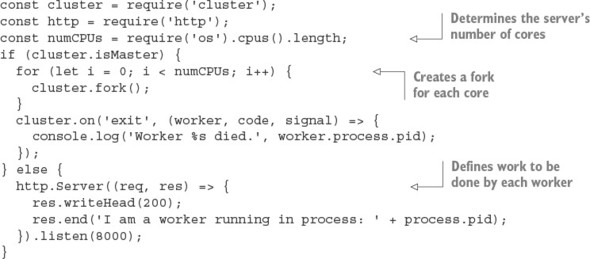 const cluster = require('cluster');
const http = require('http');
const numCPUs = require('os').cpus().length;
if (cluster.isMaster) {
  for (let i = 0; i < numCPUs; i++) {
    cluster.fork();
  }
  cluster.on('exit', (worker, code, signal) => {
    console.log('Worker %s died.', worker.process.pid);
  });
} else {
  http.Server((req, res) => {
    res.writeHead(200);
    res.end('I am a worker running in process: ' + process.pid);
  }).listen(8000);
}
Determines the server's
number of cores
Creates a fork
for each core
Defines work to be
done by each worker